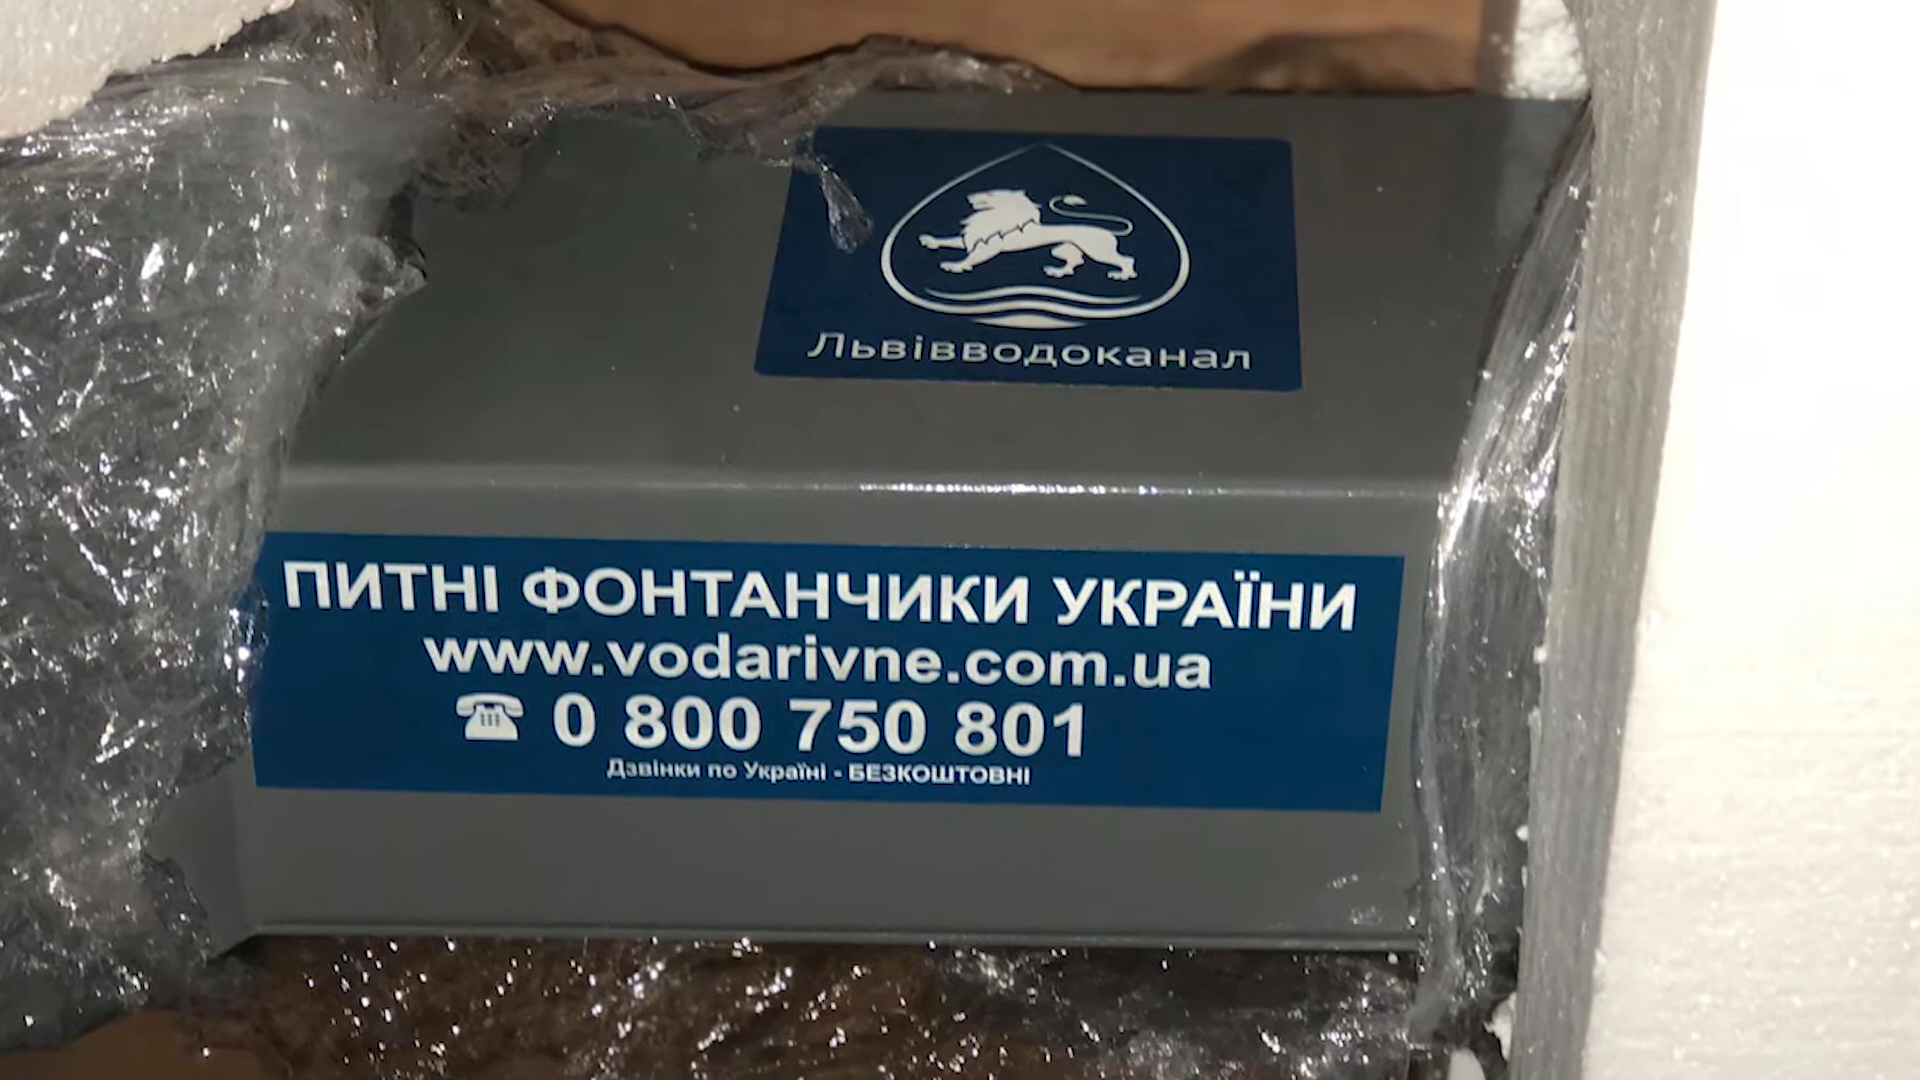 Львівводоканал
ПИТНІ ФОНТАНЧИКИ УКРАЇНИ
www.vodarivne.com.ua
☎ 0 800 750 801
Дзвінки по Україні - БЕЗКОШТОВНІ